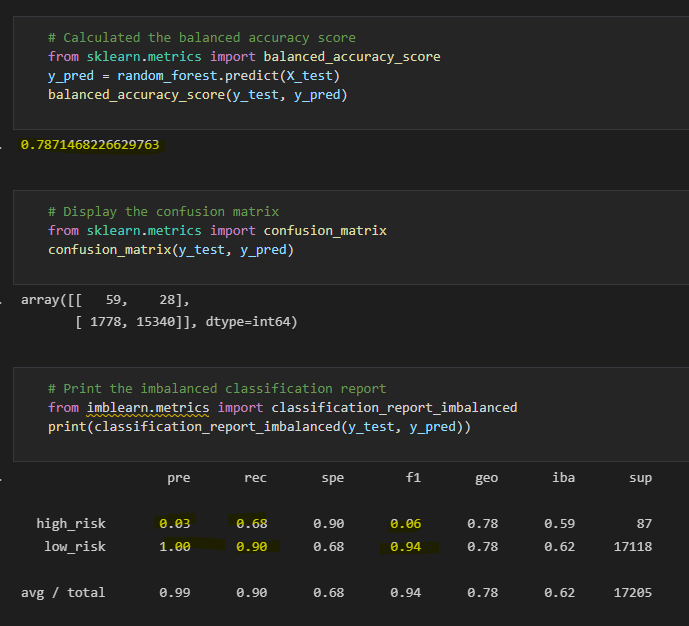 # Calculated the balanced accuracy score
from sklearn.metrics import balanced_accuracy_score
y_pred = random_forest.predict(X_test)
balanced_accuracy_score(y_test, y_pred)
0.7871468226629763
# Display the confusion matrix
from sklearn.metrics import confusion_matrix
confusion_matrix(y_test, y_pred)
array([[   59,    28],
       [ 1778, 15340]], dtype=int64)
# Print the imbalanced classification report
from imblearn.metrics import classification_report_imbalanced
print(classification_report_imbalanced(y_test, y_pred))
pre rec spe f1 geo iba sup
high_risk 0.03 0.68 0.90 0.06 0.78 0.59 87
low_risk 1.00 0.90 0.68 0.94 0.78 0.62 17118
avg / total 0.99 0.90 0.68 0.94 0.78 0.62 17205